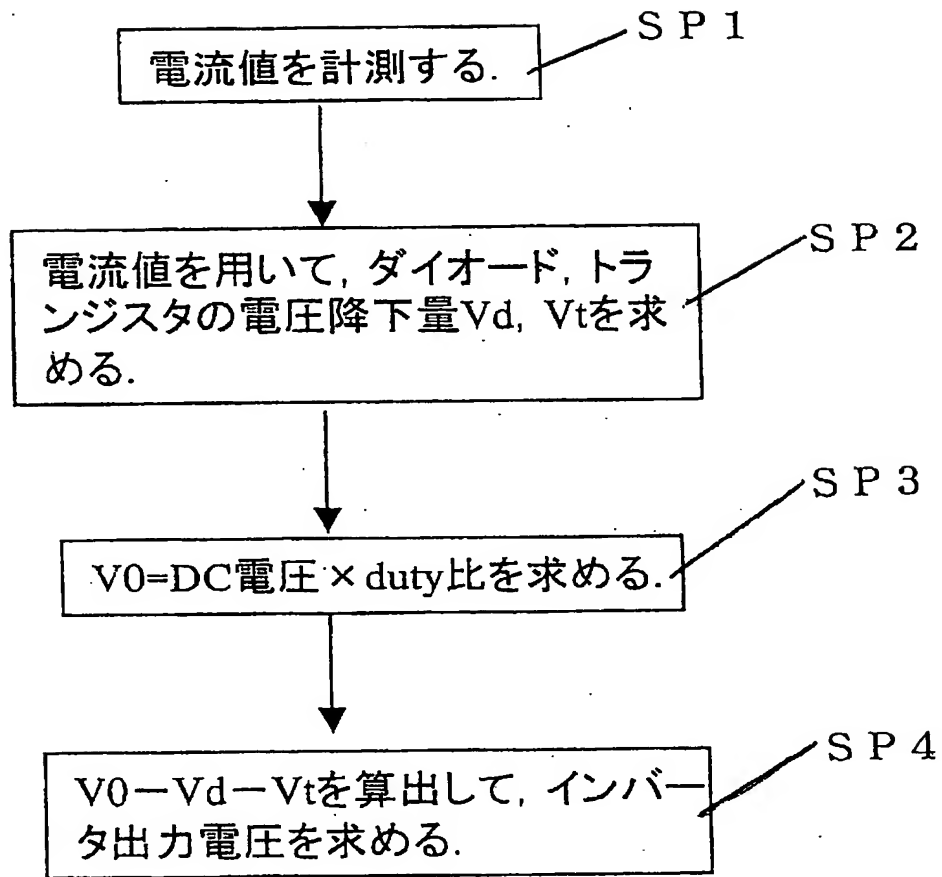 SP1
電流値を計測する.
SP2
電流値を用いて, ダイオード, トラ
ンジスタの電圧降下量Vd, Vtを求
める.
SP3
V0=DC電圧×duty比を求める.
SP4
V0－Vd－Vtを算出して, インバー
タ出力電圧を求める.